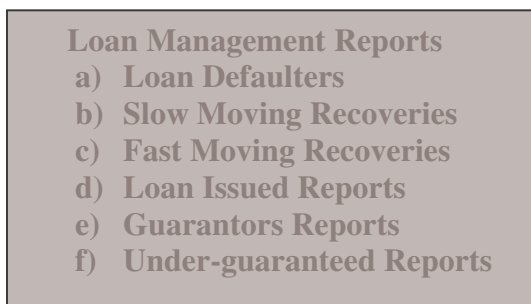 Loan Management Reports
a) Loan Defaulters
b) Slow Moving Recoveries
c) Fast Moving Recoveries
d) Loan Issued Reports
e) Guarantors Reports
f) Under-guaranteed Reports